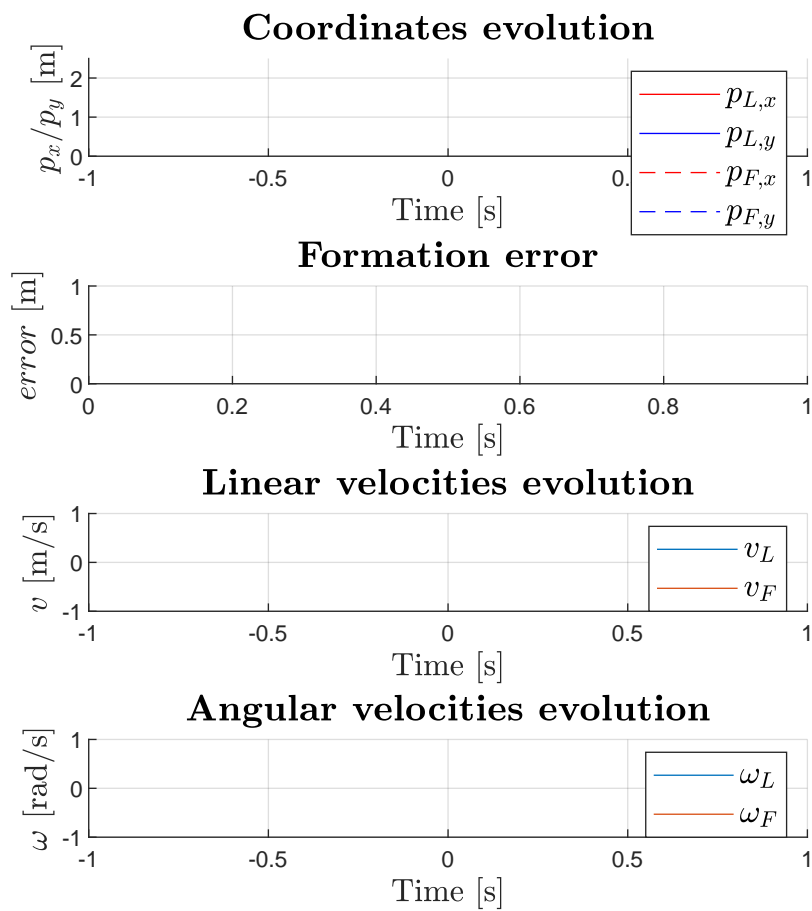 Coordinates evolution
p_x/p_y [m]
2
1
0
-1 -0.5 0 0. 1
Time [s]
p_{L,x}
p_{L,y}
p_{F,x}
p_{F,y}
Formation error
error [m]
1
0.5
0
0 0.2 0.4 0.6 0.8 1
Time [s]
Linear velocities evolution
v [m/s]
1
0
-1
-1 -0.5 0 0.5 1
Time [s]
v_L
v_F
Angular velocities evolution
ω [rad/s]
1
0
-1
-1 -0.5 0 0.5 1
Time [s]
ω_L
ω_F